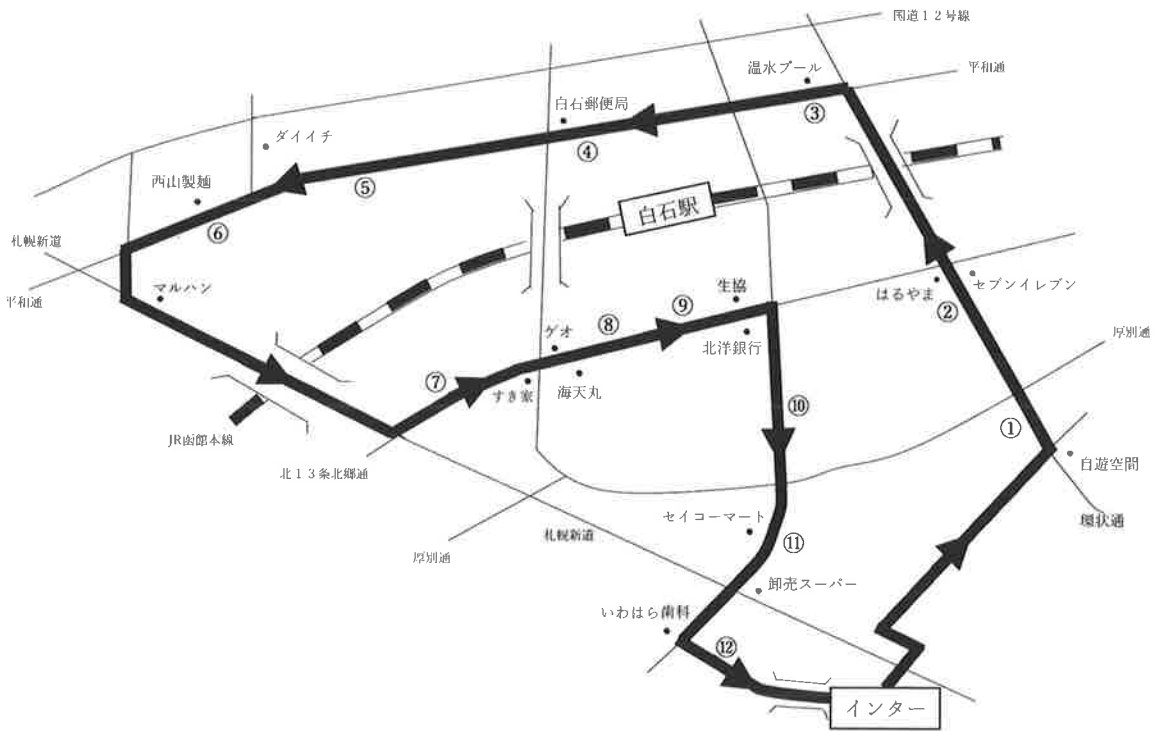 国道１２号線
温水プール
平和通
③
白石郵便局
④
ダイイチ
⑤
西山製麺
⑥
白石駅
札幌新道
平和通
マルハン
生協
⑨
はるやま
セブンイレブン
②
⑧
ゲオ
北洋銀行
厚別通
⑦
すき家
海天丸
⑩
①
JR函館本線
北１３条北郷通
自遊空間
環状通
セイコーマート
札幌新道
⑪
厚別通
卸売スーパー
いわはら歯科
⑫
インター